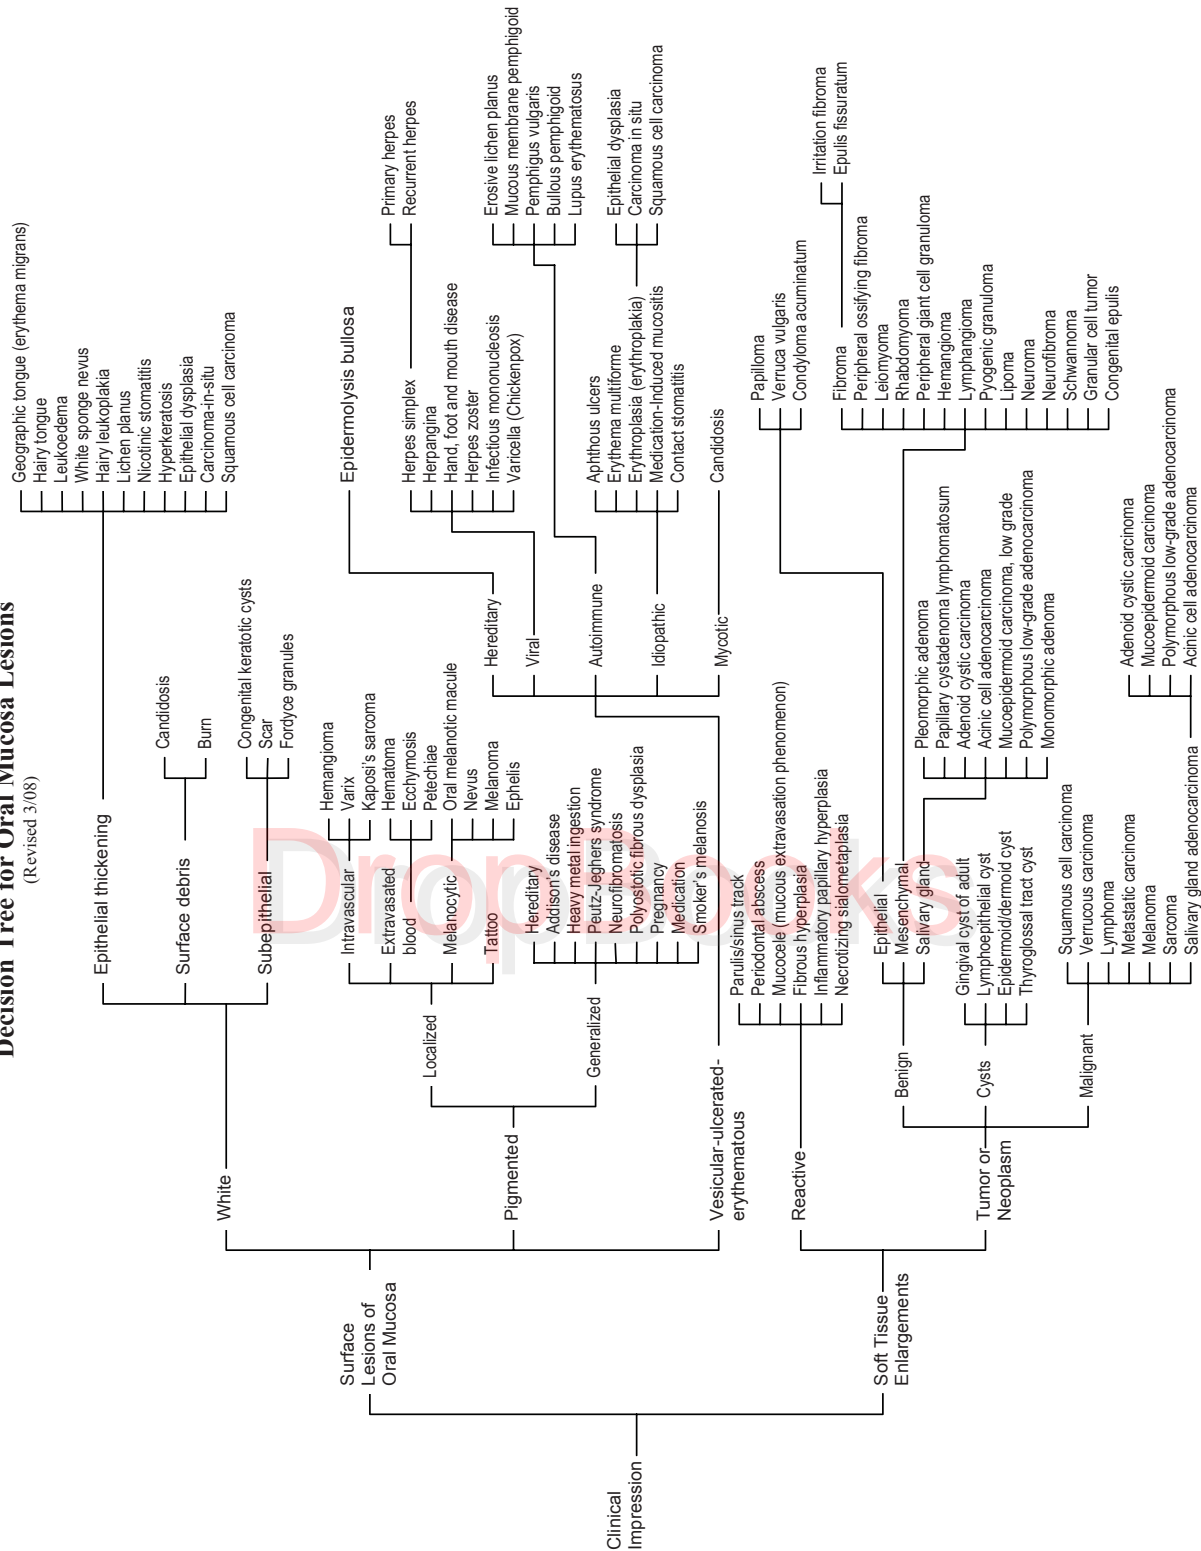 Decision Tree for Oral Mucosa Lesions
(Revised 3/08)
Clinical
Impression
Surface
Lesions of
Oral Mucosa
White
Epithelial thickening
Geographic tongue (erythema migrans)
Hairy tongue
Leukoedema
White sponge nevus
Hairy leukoplakia
Lichen planus
Nicotinic stomatitis
Hyperkeratosis
Epithelial dysplasia
Carcinoma-in-situ
Squamous cell carcinoma
Surface debris
Candidosis
Burn
Subepithelial
Congenital keratotic cysts
Scar
Fordyce granules
Pigmented
Localized
Intravascular
Hemangioma
Varix
Kaposi's sarcoma
Extravasated
blood
Hematoma
Ecchymosis
Petechiae
Melanocytic
Oral melanotic macule
Nevus
Melanoma
Ephelis
Tattoo
Generalized
Hereditary
Addison's disease
Heavy metal ingestion
Peutz-Jeghers syndrome
Neurofibromatosis
Polyostotic fibrous dysplasia
Pregnancy
Medication
Smoker's melanosis
Vesicular-ulcerated-
erythematous
Hereditary
Epidermolysis bullosa
Viral
Herpes simplex
Primary herpes
Recurrent herpes
Herpangina
Hand, foot and mouth disease
Herpes zoster
Infectious mononucleosis
Varicella (Chickenpox)
Autoimmune
Erosive lichen planus
Mucous membrane pemphigoid
Pemphigus vulgaris
Bullous pemphigoid
Lupus erythematosus
Idiopathic
Aphthous ulcers
Erythema multiforme
Erythroplasia (erythroplakia)
Epithelial dysplasia
Carcinoma in situ
Squamous cell carcinoma
Medication-Induced mucositis
Contact stomatitis
Mycotic
Candidosis
Soft Tissue
Enlargements
Reactive
Parulis/sinus track
Periodontal abscess
Mucocele (mucous extravasation phenomenon)
Fibrous hyperplasia
Inflammatory papillary hyperplasia
Necrotizing sialometaplasia
Tumor or
Neoplasm
Benign
Epithelial
Papilloma
Verruca vulgaris
Condyloma acuminatum
Mesenchymal
Fibroma
Irritation fibroma
Epulis fissuratum
Peripheral ossifying fibroma
Leiomyoma
Rhabdomyoma
Peripheral giant cell granuloma
Hemangioma
Lymphangioma
Pyogenic granuloma
Lipoma
Neuroma
Neurofibroma
Schwannoma
Granular cell tumor
Congenital epulis
Salivary gland
Pleomorphic adenoma
Papillary cystadenoma lymphomatosum
Adenoid cystic carcinoma
Acinic cell adenocarcinoma
Mucoepidermoid carcinoma, low grade
Polymorphous low-grade adenocarcinoma
Monomorphic adenoma
Cysts
Gingival cyst of adult
Lymphoepithelial cyst
Epidermoid/dermoid cyst
Thyroglossal tract cyst
Malignant
Squamous cell carcinoma
Verrucous carcinoma
Lymphoma
Metastatic carcinoma
Melanoma
Sarcoma
Salivary gland adenocarcinoma
Adenoid cystic carcinoma
Mucoepidermoid carcinoma
Polymorphous low-grade adenocarcinoma
Acinic cell adenocarcinoma
DropBooks